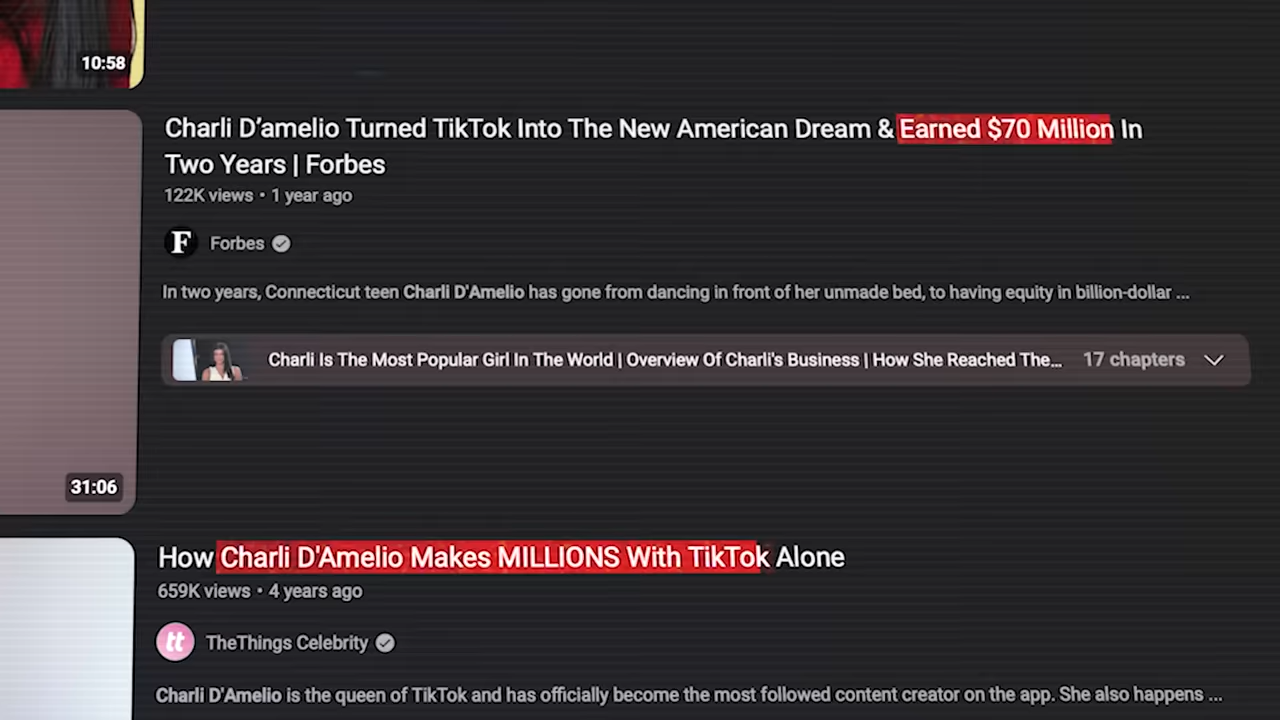 10:58
Charli D’amelio Turned TikTok Into The New American Dream & Earned $70 Million In
Two Years | Forbes
122K views • 1 year ago
F Forbes
In two years, Connecticut teen Charli D'Amelio has gone from dancing in front of her unmade bed, to having equity in billion-dollar ...
Charli Is The Most Popular Girl In The World | Overview Of Charli's Business | How She Reached The... 17 chapters
31:06
How Charli D'Amelio Makes MILLIONS With TikTok Alone
659K views • 4 years ago
tt TheThings Celebrity
Charli D'Amelio is the queen of TikTok and has officially become the most followed content creator on the app. She also happens ...